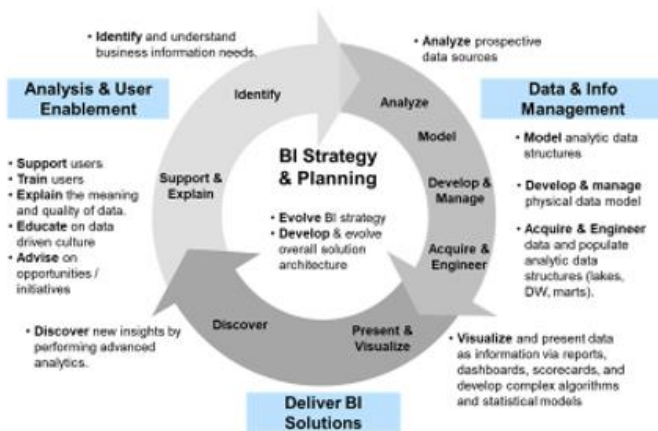 • Identify and understand
business information needs.
• Analyze prospective
data sources
Analysis & User
Enablement
Data & Info
Management
Identify
Analyze
Model
Develop &
Manage
Acquire &
Engineer
Present &
Visualize
Discover
Support &
Explain
BI Strategy
& Planning
• Evolve BI strategy
• Develop & evolve
overall solution
architecture
• Support users
• Train users
• Explain the meaning
and quality of data.
• Educate on data
driven culture
• Advise on
opportunities /
initiatives
• Model analytic data
structures
• Develop & manage
physical data model
• Acquire & Engineer
data and populate
analytic data
structures (lakes,
DW, marts).
• Discover new insights by
performing advanced
analytics.
• Visualize and present data
as information via reports,
dashboards, scorecards, and
develop complex algorithms
and statistical models
Deliver BI
Solutions